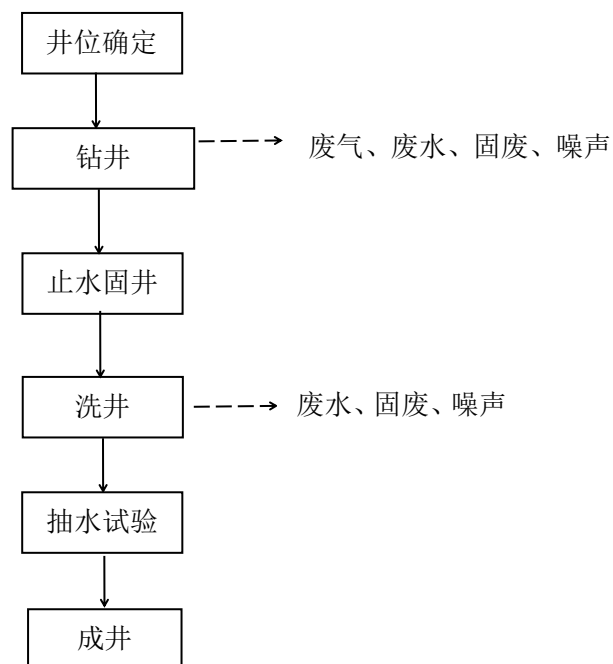 井位确定
钻井
废气、废水、固废、噪声
止水固井
洗井
废水、固废、噪声
抽水试验
成井